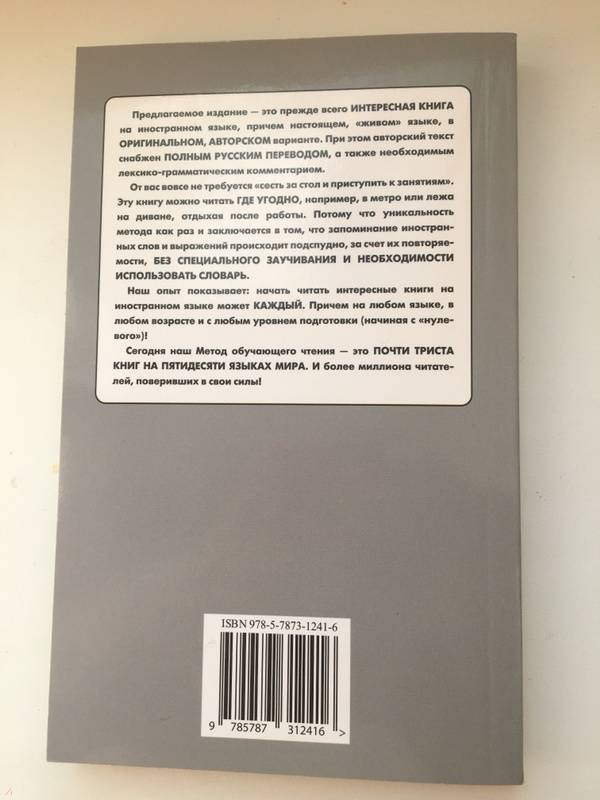 Предлагаемое издание — это прежде всего ИНТЕРЕСНАЯ КНИГА
на иностранном языке, причем настоящем, «живом» языке, в
ОРИГИНАЛЬНОМ, АВТОРСКОМ варианте. При этом авторский текст
снабжен ПОЛНЫМ РУССКИМ ПЕРЕВОДОМ, а также необходимым
лексико-грамматическим комментарием.
От вас вовсе не требуется «сесть за стол и приступить к занятиям».
Эту книгу можно читать ГДЕ УГОДНО, например, в метро или лежа
на диване, отдыхая после работы. Потому что уникальность
метода как раз и заключается в том, что запоминание иностран-
ных слов и выражений происходит подспудно, за счет их повторяе-
мости, БЕЗ СПЕЦИАЛЬНОГО ЗАУЧИВАНИЯ И НЕОБХОДИМОСТИ
ИСПОЛЬЗОВАТЬ СЛОВАРЬ.
Наш опыт показывает: начать читать интересные книги на
иностранном языке может КАЖДЫЙ. Причем на любом языке, в
любом возрасте и с любым уровнем подготовки (начиная с «нуле-
вого»)!
Сегодня наш Метод обучающего чтения — это ПОЧТИ ТРИСТА
КНИГ НА ПЯТИДЕСЯТИ ЯЗЫКАХ МИРА. И более миллиона читате-
лей, поверивших в свои силы!
ISBN 978-5-7873-1241-6
9 785787 312416 >